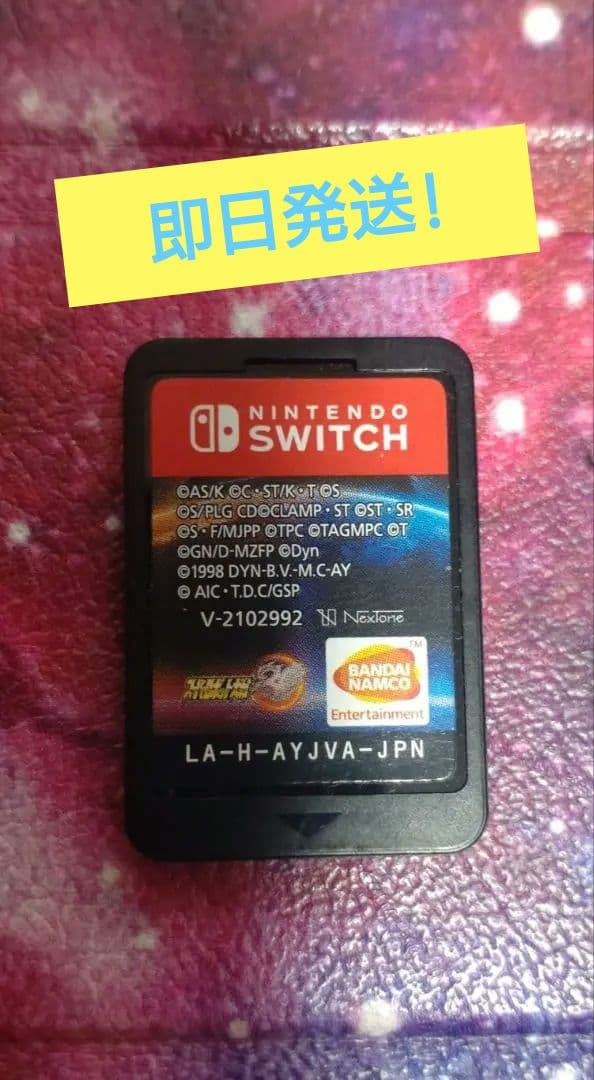 即日発送!
NINTENDO
SWITCH
©AS/K ©C・ST/K・T ©S
©S/PLG CD©CLAMP・ST ©ST・SR
©S・F/MJPP ©TPC ©TAGMPC ©T
©GN/D-MZFP ©Dyn
©1998 DYN-B.V.-M.C-AY
© AIC・T.D.C/GSP
V-2102992 NexTone
BANDAI
NAMCO
TM
Entertainment
LA-H-AYJVA-JPN